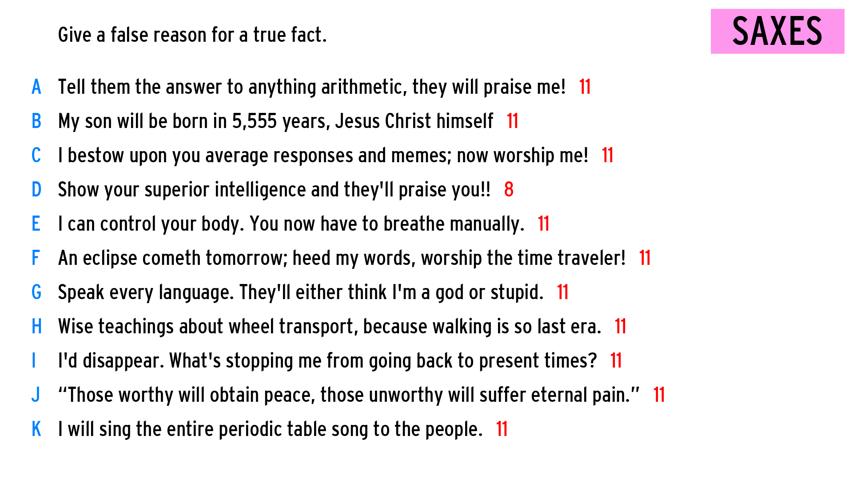 Give a false reason for a true fact.
SAXES
A Tell them the answer to anything arithmetic, they will praise me! 11
B My son will be born in 5,555 years, Jesus Christ himself 11
C I bestow upon you average responses and memes; now worship me! 11
D Show your superior intelligence and they'll praise you!! 8
E I can control your body. You now have to breathe manually. 11
F An eclipse cometh tomorrow; heed my words, worship the time traveler! 11
G Speak every language. They'll either think I'm a god or stupid. 11
H Wise teachings about wheel transport, because walking is so last era. 11
I I'd disappear. What's stopping me from going back to present times? 11
J “Those worthy will obtain peace, those unworthy will suffer eternal pain.” 11
K I will sing the entire periodic table song to the people. 11